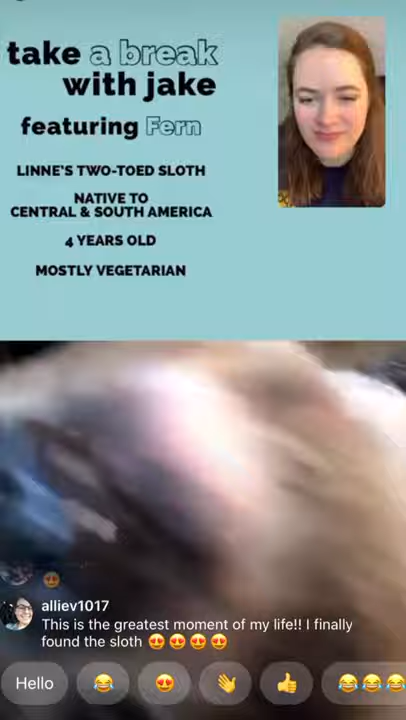 take a break
with jake
featuring Fern
LINNE'S TWO-TOED SLOTH
NATIVE TO
CENTRAL & SOUTH AMERICA
4 YEARS OLD
MOSTLY VEGETARIAN
alliev1017
This is the greatest moment of my life!! I finally
found the sloth 😍😍😍😍
Hello